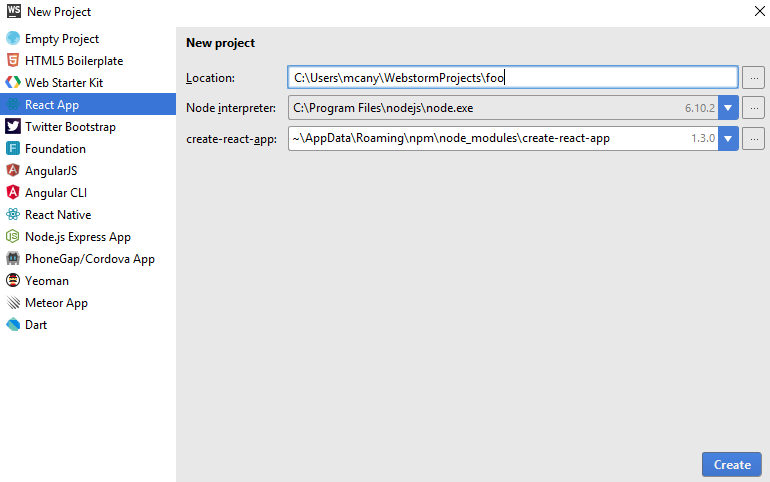 WS New Project
Empty Project
HTML5 Boilerplate
Web Starter Kit
React App
Twitter Bootstrap
F Foundation
AngularJS
Angular CLI
React Native
Node.js Express App
PhoneGap/Cordova App
Yeoman
Meteor App
Dart
New project
Location: C:\Users\mcany\WebstormProjects\foo ...
Node interpreter: C:\Program Files\nodejs\node.exe 6.10.2 ...
create-react-app: ~\AppData\Roaming\npm\node_modules\create-react-app 1.3.0 ...
Create